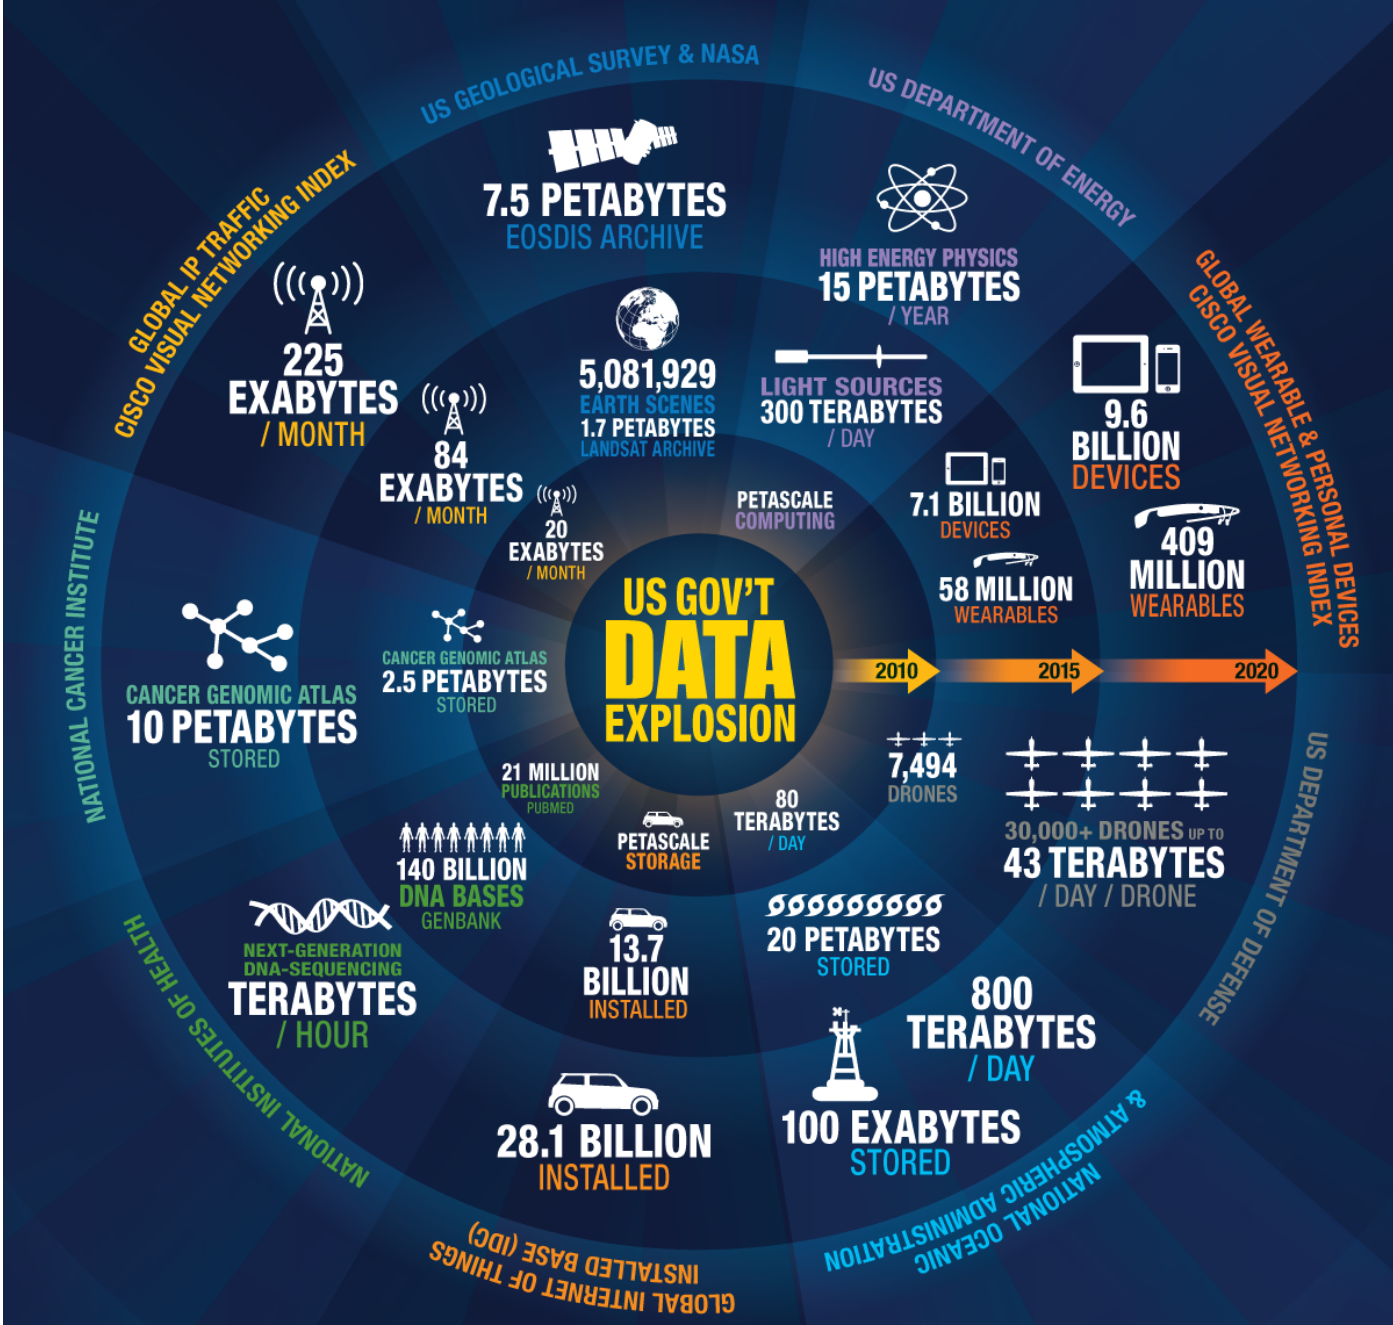 US GEOLOGICAL SURVEY & NASA
7.5 PETABYTES
EOSDIS ARCHIVE
5,081,929
EARTH SCENES
1.7 PETABYTES
LANDSAT ARCHIVE
US DEPARTMENT OF ENERGY
HIGH ENERGY PHYSICS
15 PETABYTES
/ YEAR
LIGHT SOURCES
300 TERABYTES
/ DAY
PETASCALE
COMPUTING
GLOBAL WEARABLE & PERSONAL DEVICES
CISCO VISUAL NETWORKING INDEX
9.6
BILLION
DEVICES
409
MILLION
WEARABLES
7.1 BILLION
DEVICES
58 MILLION
WEARABLES
2010
2015
2020
US DEPARTMENT OF DEFENSE
7,494
DRONES
30,000+ DRONES UP TO
43 TERABYTES
/ DAY / DRONE
NATIONAL OCEANIC
& ATMOSPHERIC ADMINISTRATION
80
TERABYTES
/ DAY
20 PETABYTES
STORED
800
TERABYTES
/ DAY
100 EXABYTES
STORED
GLOBAL INTERNET OF THINGS
INSTALLED BASE (IDC)
PETASCALE
STORAGE
13.7
BILLION
INSTALLED
28.1 BILLION
INSTALLED
NATIONAL INSTITUTES OF HEALTH
21 MILLION
PUBLICATIONS
PUBMED
140 BILLION
DNA BASES
GENBANK
NEXT-GENERATION
DNA-SEQUENCING
TERABYTES
/ HOUR
NATIONAL CANCER INSTITUTE
CANCER GENOMIC ATLAS
2.5 PETABYTES
STORED
CANCER GENOMIC ATLAS
10 PETABYTES
STORED
GLOBAL IP TRAFFIC
CISCO VISUAL NETWORKING INDEX
225
EXABYTES
/ MONTH
84
EXABYTES
/ MONTH
20
EXABYTES
/ MONTH
US GOV'T
DATA
EXPLOSION